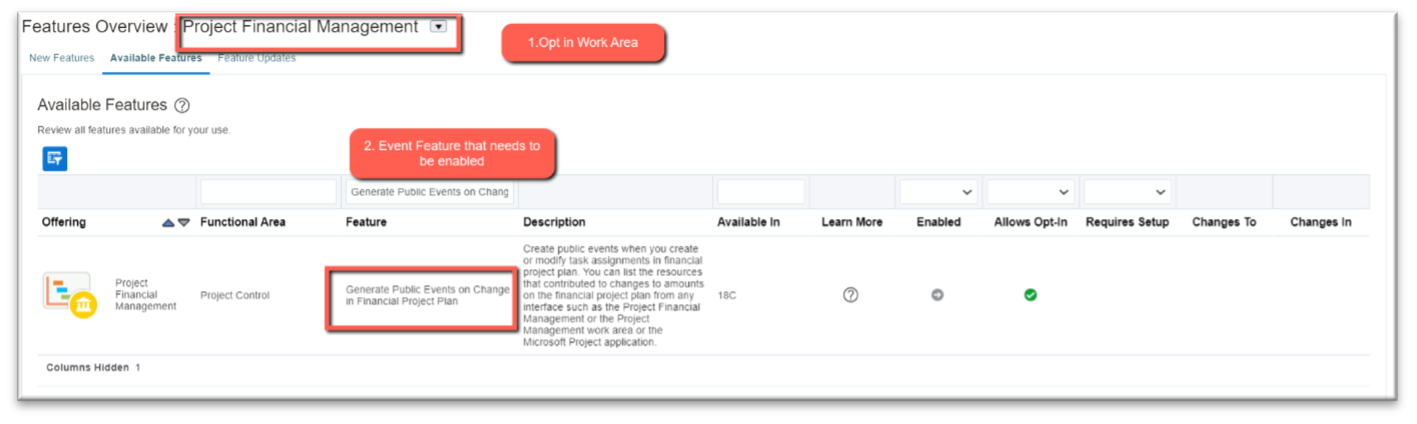 Features Overview : Project Financial Management
1.Opt in Work Area
New Features Available Features Feature Updates
Available Features
Review all features available for your use.
2. Event Feature that needs to
be enabled
Generate Public Events on Chang
Offering Functional Area Feature Description Available In Learn More Enabled Allows Opt-In Requires Setup Changes To Changes In
Project
Financial
Management
Project Control
Generate Public Events on Change
in Financial Project Plan
Create public events when you create
or modify task assignments in financial
project plan. You can list the resources
that contributed to changes to amounts
on the financial project plan from any
interface such as the Project Financial
Management or the Project
Management work area or the
Microsoft Project application.
18C
Columns Hidden 1